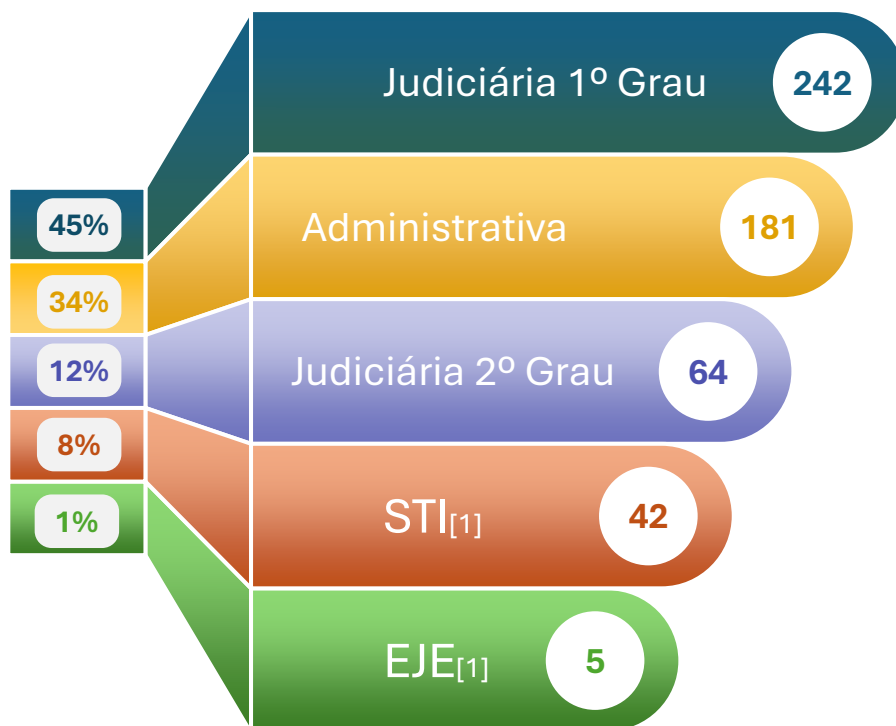 Judiciária 1º Grau
242
45%
Administrativa
181
34%
Judiciária 2º Grau
64
12%
STI[1]
42
8%
EJE[1]
5
1%